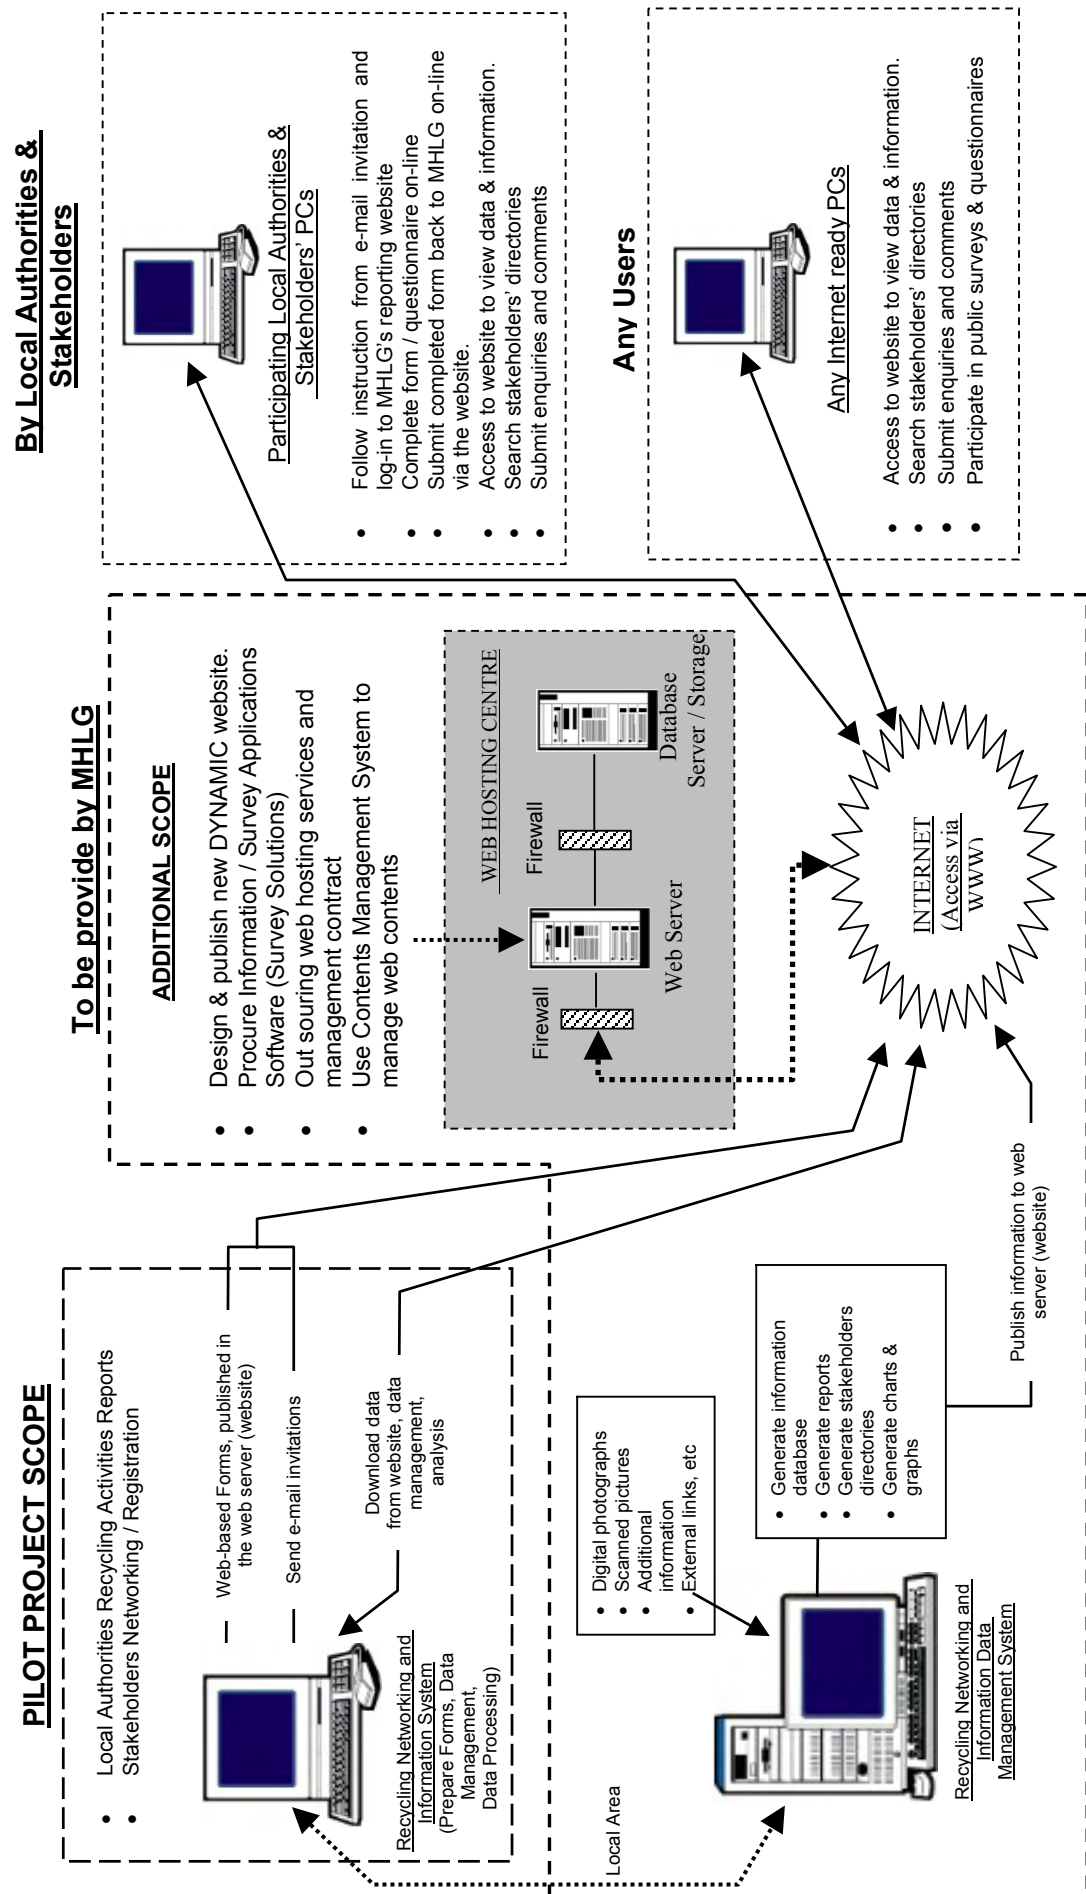 PILOT PROJECT SCOPE
• Local Authorities Recycling Activities Reports
• Stakeholders Networking / Registration
Web-based Forms, published in
the web server (website)
Send e-mail invitations
Download data
from website, data
management,
analysis
Recycling Networking and
Information System
(Prepare Forms, Data
Management,
Data Processing)
Local Area
• Digital photographs
• Scanned pictures
• Additional
information
• External links, etc
• Generate information
database
• Generate reports
• Generate stakeholders
directories
• Generate charts &
graphs
Recycling Networking and
Information Data
Management System
Publish information to web
server (website)
To be provide by MHLG
ADDITIONAL SCOPE
• Design & publish new DYNAMIC website.
• Procure Information / Survey Applications
Software (Survey Solutions)
• Out souring web hosting services and
management contract
• Use Contents Management System to
manage web contents
WEB HOSTING CENTRE
Firewall
Web Server
Firewall
Database
Server / Storage
INTERNET
(Access via
WWW)
By Local Authorities &
Stakeholders
Participating Local Authorities &
Stakeholders' PCs
• Follow instruction from e-mail invitation and
log-in to MHLG's reporting website
• Complete form / questionnaire on-line
• Submit completed form back to MHLG on-line
via the website.
• Access to website to view data & information.
• Search stakeholders' directories
• Submit enquiries and comments
Any Users
Any Internet ready PCs
• Access to website to view data & information.
• Search stakeholders' directories
• Submit enquiries and comments
• Participate in public surveys & questionnaires